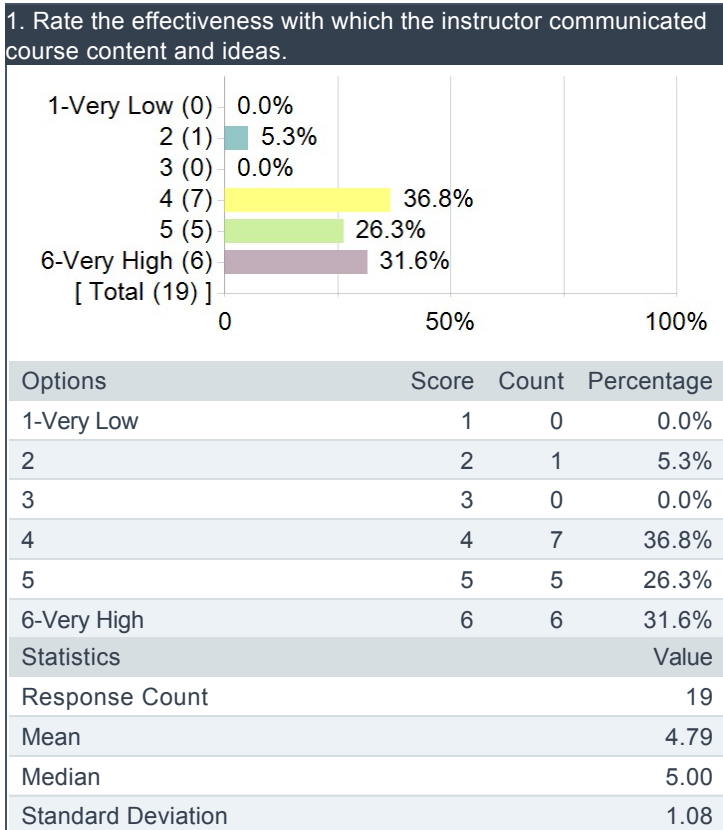 1. Rate the effectiveness with which the instructor communicated
course content and ideas.
1-Very Low (0) 0.0%
2 (1) 5.3%
3 (0) 0.0%
4 (7) 36.8%
5 (5) 26.3%
6-Very High (6) 31.6%
[ Total (19) ]
0 50% 100%
Options Score Count Percentage
1-Very Low 1 0 0.0%
2 2 1 5.3%
3 3 0 0.0%
4 4 7 36.8%
5 5 5 26.3%
6-Very High 6 6 31.6%
Statistics Value
Response Count 19
Mean 4.79
Median 5.00
Standard Deviation 1.08